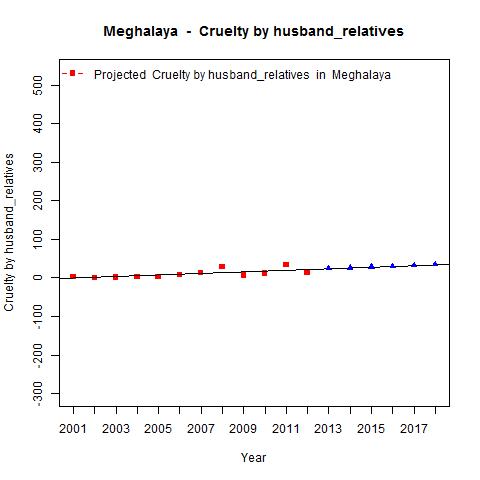 Meghalaya - Cruelty by husband_relatives
Projected Cruelty by husband_relatives in Meghalaya
Cruelty by husband_relatives
500
400
300
200
100
0
-100
-200
-300
2001 2003 2005 2007 2009 2011 2013 2015 2017
Year